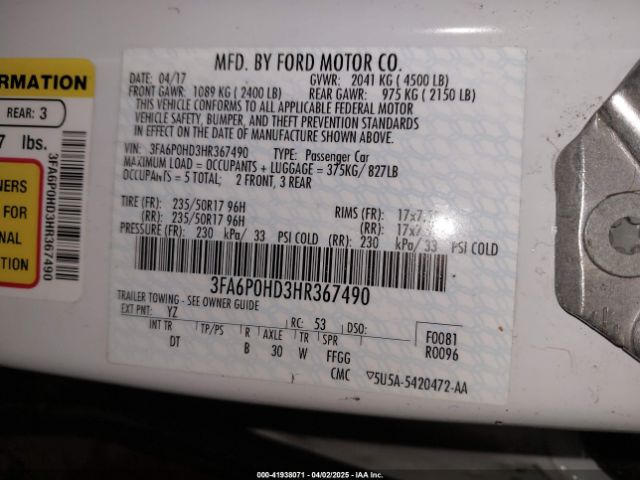 MFD. BY FORD MOTOR CO.
04/17 GVWR: 2041 KG ( 4500 LB)
FRONT GAWR: 1089 KG ( 2400 LB) REAR GAWR: 975 KG ( 2150 LB)
THIS VEHICLE CONFORMS TO ALL APPLICABLE FEDERAL MOTOR
VEHICLE SAFETY, BUMPER, AND THEFT PREVENTION STANDARDS
IN EFFECT ON THE DATE OF MANUFACTURE SHOWN ABOVE.
VIN: 3FA6P0HD3HR367490 TYPE: Passenger Car
MAXIMUM LOAD = OCCUPANTS + LUGGAGE = 375KG/ 827LB
OCCUPANTS = 5 TOTAL; 2 FRONT, 3 REAR
TIRE (FR): 235/50R17 96H RIMS (FR):
(RR): 235/50R17 96H (RR):
PRESSURE (FR): 230 kPa/ 33 PSI COLD (RR): 230 kPa/ 33 PSI COLD
3FA6P0HD3HR367490
TRAILER TOWING - SEE OWNER GUIDE
EXT PNT: YZ RC: 53 DSO:
INT TR TP/PS R AXLE TR SPR F0081
DT B 30 W FFGG R0096
CMC ▽5U5A-5420472-AA
ORMATION
REAR: 3
7 lbs.
3FA6P0HD3HR367490
NERS
FOR
ONAL
ON
000-41938071 - 04/02/2025 - IAA Inc.